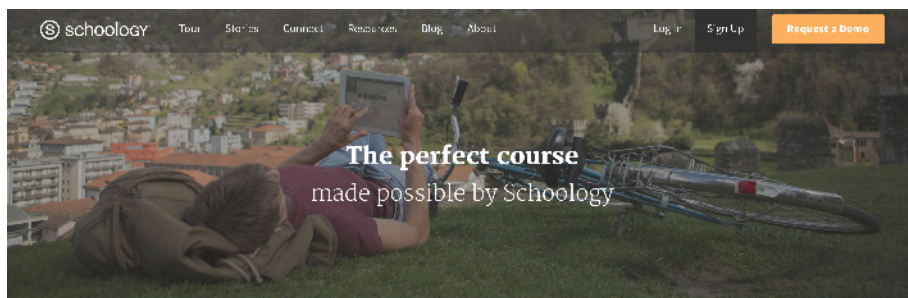 schoology
Tour Stories Connect Resources Blog About Log In Sign Up Request a Demo
The perfect course
made possible by Schoology